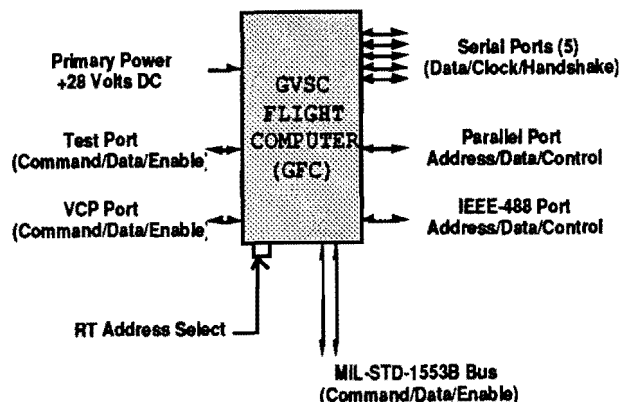 Primary Power
+28 Volts DC
Test Port
(Command/Data/Enable)
VCP Port
(Command/Data/Enable)
RT Address Select
GVSC
FLIGHT
COMPUTER
(GFC)
Serial Ports (5)
(Data/Clock/Handshake)
Parallel Port
Address/Data/Control
IEEE-488 Port
Address/Data/Control
MIL-STD-1553B Bus
(Command/Data/Enable)